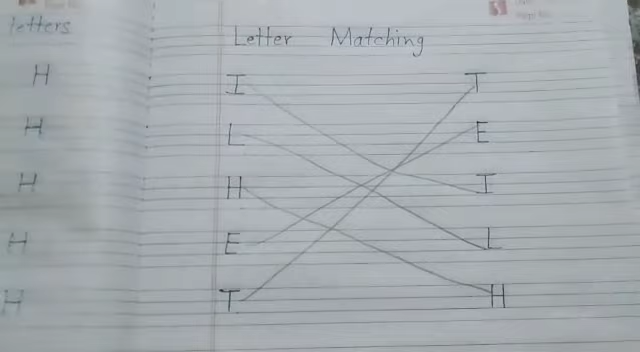 letters
Letter Matching
H I T
H L E
H H I
H E L
H T H